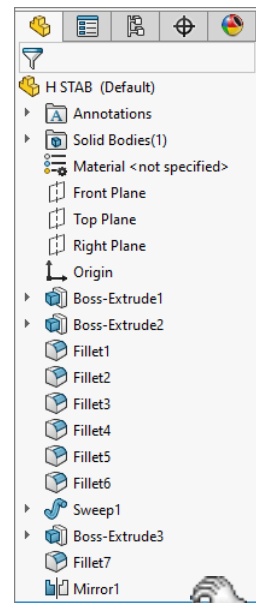 H STAB (Default)
Annotations
Solid Bodies(1)
Material <not specified>
Front Plane
Top Plane
Right Plane
Origin
Boss-Extrude1
Boss-Extrude2
Fillet1
Fillet2
Fillet3
Fillet4
Fillet5
Fillet6
Sweep1
Boss-Extrude3
Fillet7
Mirror1